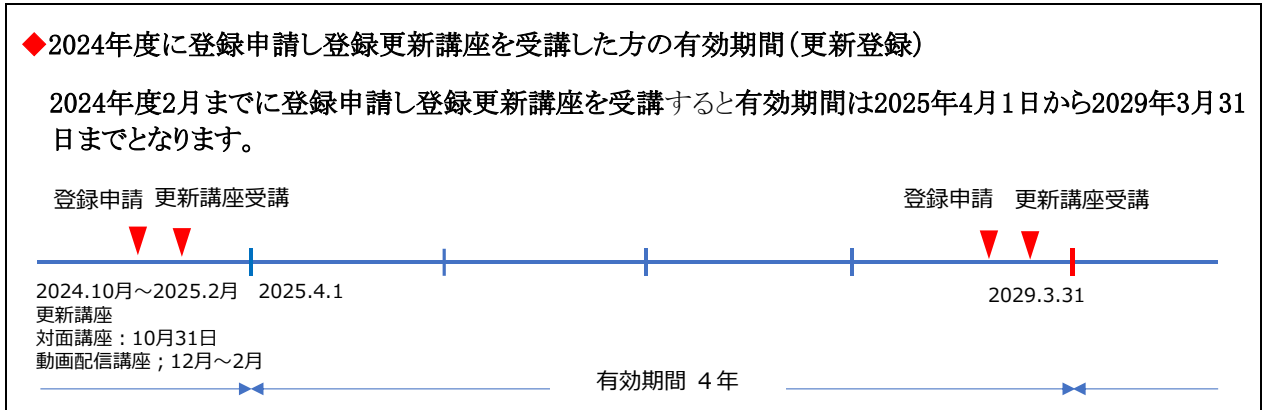 ◆2024年度に登録申請し登録更新講座を受講した方の有効期間(更新登録)
2024年度2月までに登録申請し登録更新講座を受講すると有効期間は2025年4月1日から2029年3月31
日までとなります。
登録申請 更新講座受講
登録申請 更新講座受講
2024.10月～2025.2月 2025.4.1
2029.3.31
更新講座
対面講座：10月31日
動画配信講座；12月～2月
有効期間 4年